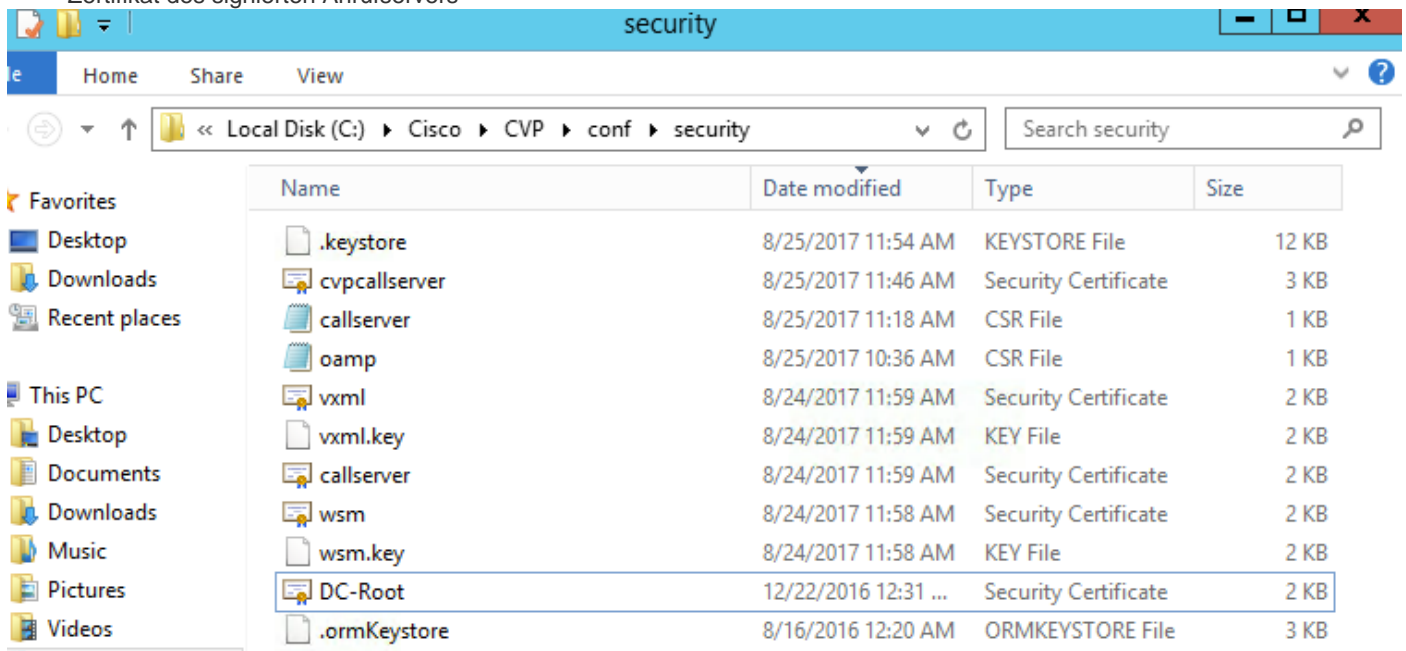 Zertifikat des signierten Anrufservers
security
Home Share View
« Local Disk (C:) ▸ Cisco ▸ CVP ▸ conf ▸ security Search security
Name Date modified Type Size
Favorites
Desktop
Downloads
Recent places
This PC
Desktop
Documents
Downloads
Music
Pictures
Videos
.keystore 8/25/2017 11:54 AM KEYSTORE File 12 KB
cvpcallserver 8/25/2017 11:46 AM Security Certificate 3 KB
callserver 8/25/2017 11:18 AM CSR File 1 KB
oamp 8/25/2017 10:36 AM CSR File 1 KB
vxml 8/24/2017 11:59 AM Security Certificate 2 KB
vxml.key 8/24/2017 11:59 AM KEY File 2 KB
callserver 8/24/2017 11:59 AM Security Certificate 2 KB
wsm 8/24/2017 11:58 AM Security Certificate 2 KB
wsm.key 8/24/2017 11:58 AM KEY File 2 KB
DC-Root 12/22/2016 12:31 ... Security Certificate 2 KB
.ormKeystore 8/16/2016 12:20 AM ORMKEYSTORE File 3 KB